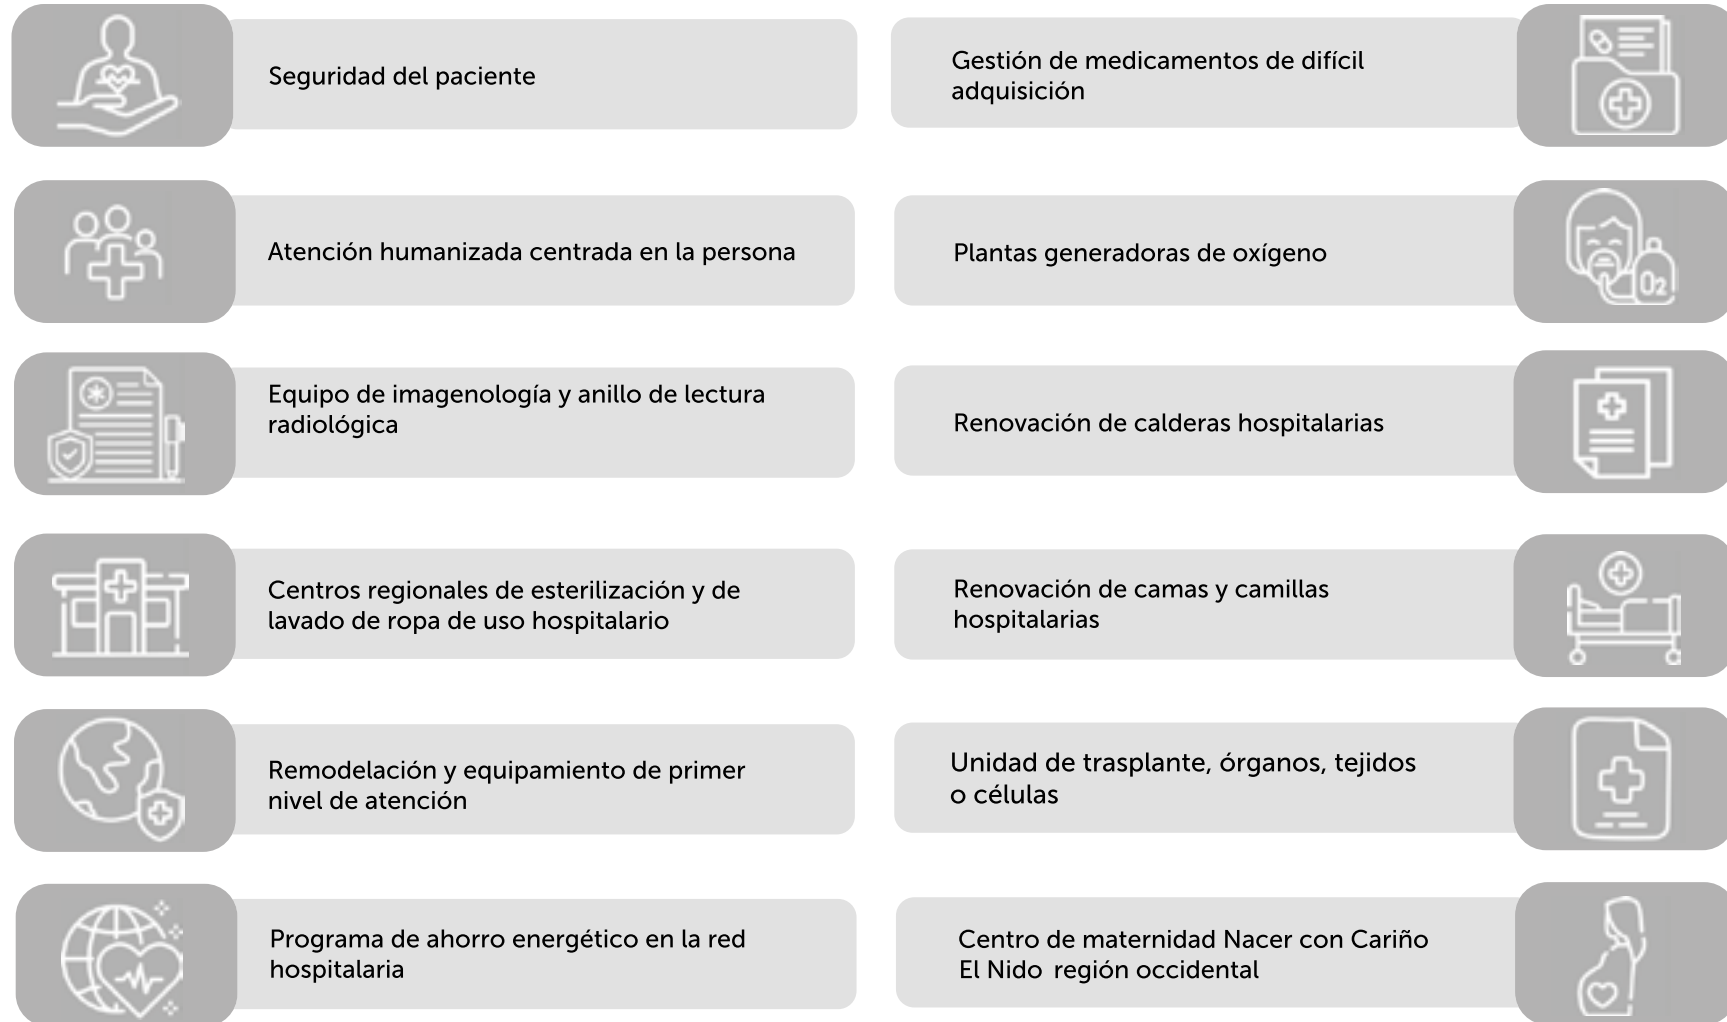 Seguridad del paciente
Gestión de medicamentos de difícil
adquisición
Atención humanizada centrada en la persona
Plantas generadoras de oxígeno
O2
Equipo de imagenología y anillo de lectura
radiológica
Renovación de calderas hospitalarias
Centros regionales de esterilización y de
lavado de ropa de uso hospitalario
Renovación de camas y camillas
hospitalarias
Remodelación y equipamiento de primer
nivel de atención
Unidad de trasplante, órganos, tejidos
o células
Programa de ahorro energético en la red
hospitalaria
Centro de maternidad Nacer con Cariño
El Nido región occidental